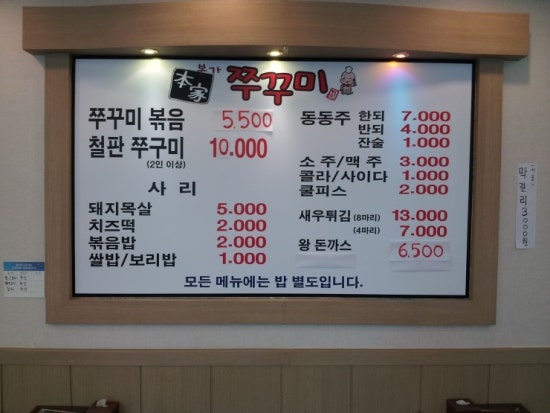 본가
本家 쭈꾸미
쭈꾸미 볶음 5.500
철판 쭈구미 10.000
(2인 이상)
사 리
돼지목살 5.000
치즈떡 2.000
볶음밥 2.000
쌀밥/보리밥 1.000
동동주 한되 7.000
반되 4.000
잔술 1.000
소 주/맥 주 3.000
콜라/사이다 1.000
쿨피스 2.000
새우튀김 (8마리) 13.000
(4마리) 7.000
왕 돈까스 6.500
모든 메뉴에는 밥 별도입니다.
막걸리 3000원